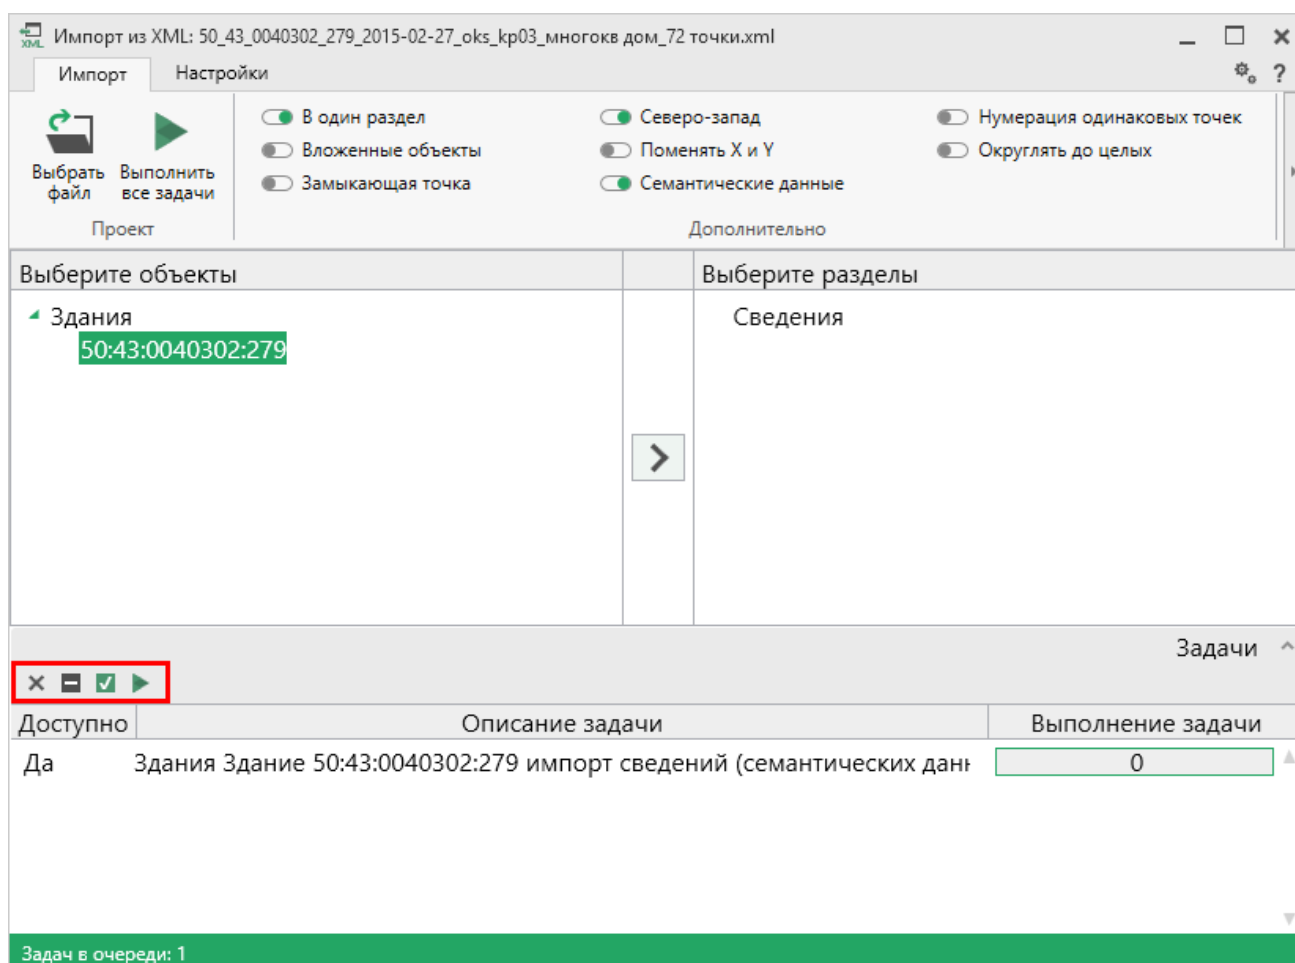 XML Импорт из XML: 50_43_0040302_279_2015-02-27_oks_kp03_многокв дом_72 точки.xml
Импорт Настройки ?
Выбрать файл
Выполнить все задачи
Проект
В один раздел
Вложенные объекты
Замыкающая точка
Северо-запад
Поменять X и Y
Семантические данные
Нумерация одинаковых точек
Округлять до целых
Дополнительно
Выберите объекты
Здания
50:43:0040302:279
Выберите разделы
Сведения
Задачи
Доступно Описание задачи Выполнение задачи
Да Здания Здание 50:43:0040302:279 импорт сведений (семантических данн 0
Задач в очереди: 1